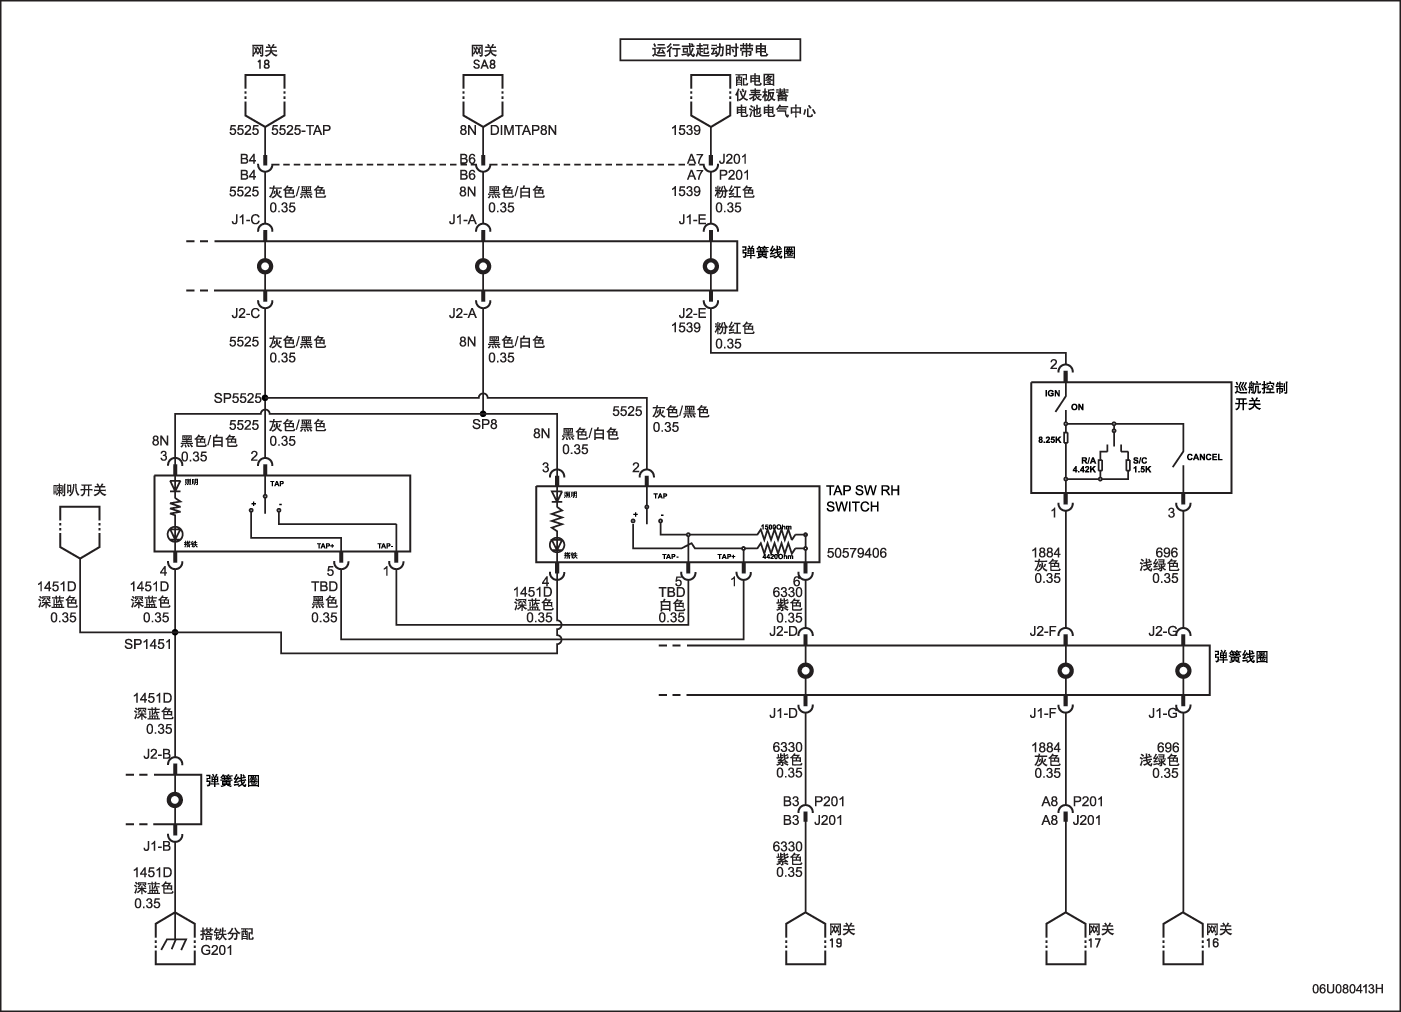 网关
18
网关
SA8
运行或起动时带电
配电图
仪表板蓄
电池电气中心
5525 5525-TAP
8N DIMTAP8N
1539
B4
B6
A7 J201
B4
B6
A7 P201
5525 灰色/黑色
0.35
8N 黑色/白色
0.35
1539 粉红色
0.35
J1-C
J1-A
J1-E
弹簧线圈
J2-C
J2-A
J2-E
5525 灰色/黑色
0.35
8N 黑色/白色
0.35
1539 粉红色
0.35
2
巡航控制
开关
IGN
ON
8.25K
R/A
4.42K
S/C
1.5K
CANCEL
1
3
SP5525
SP8
5525 灰色/黑色
0.35
5525 灰色/黑色
0.35
8N 黑色/白色
0.35
8N 黑色/白色
0.35
3
2
3
2
照明
TAP
+
-
搭铁
TAP+
TAP-
照明
TAP
+
-
1500Ohm
4420Ohm
搭铁
TAP-
TAP+
TAP SW RH
SWITCH
50579406
喇叭开关
4
5
1
4
5
1
6
1451D
深蓝色
0.35
1451D
深蓝色
0.35
TBD
黑色
0.35
1451D
深蓝色
0.35
TBD
白色
0.35
6330
紫色
0.35
1884
灰色
0.35
696
浅绿色
0.35
SP1451
J2-D
J2-F
J2-G
弹簧线圈
J1-D
J1-F
J1-G
1451D
深蓝色
0.35
J2-B
弹簧线圈
J1-B
1451D
深蓝色
0.35
搭铁分配
G201
6330
紫色
0.35
1884
灰色
0.35
696
浅绿色
0.35
B3 P201
B3 J201
A8 P201
A8 J201
6330
紫色
0.35
网关
19
网关
17
网关
16
06U080413H